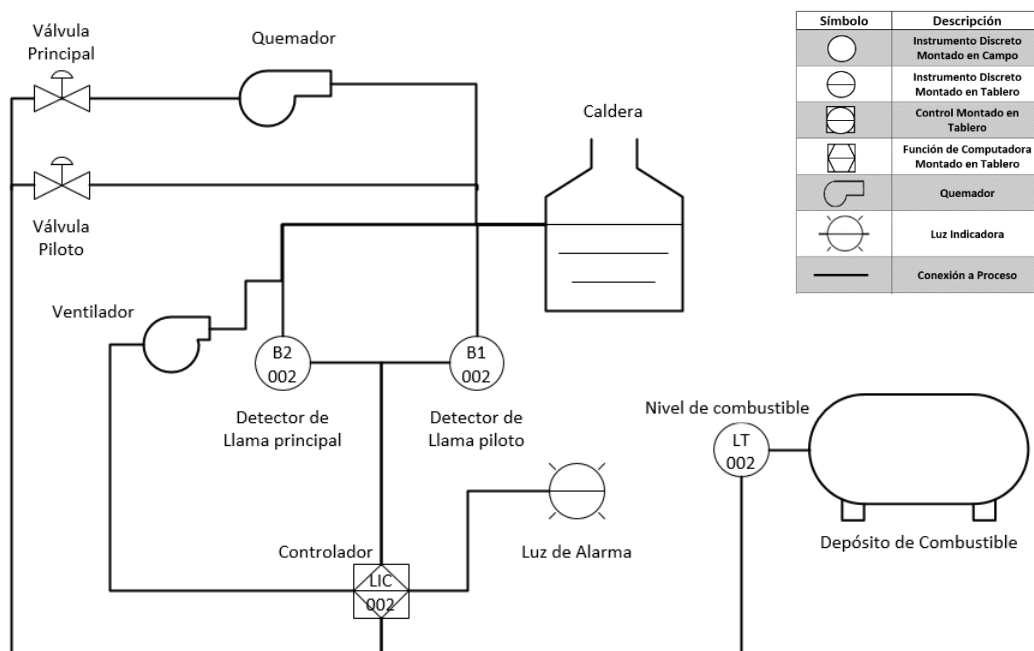 Válvula
Principal
Quemador
Caldera
Válvula
Piloto
Ventilador
B2
002
B1
002
Detector de
Llama principal
Detector de
Llama piloto
Nivel de combustible
LT
002
Depósito de Combustible
Controlador
LIC
002
Luz de Alarma
Símbolo Descripción
Instrumento Discreto
Montado en Campo
Instrumento Discreto
Montado en Tablero
Control Montado en
Tablero
Función de Computadora
Montado en Tablero
Quemador
Luz Indicadora
Conexión a Proceso